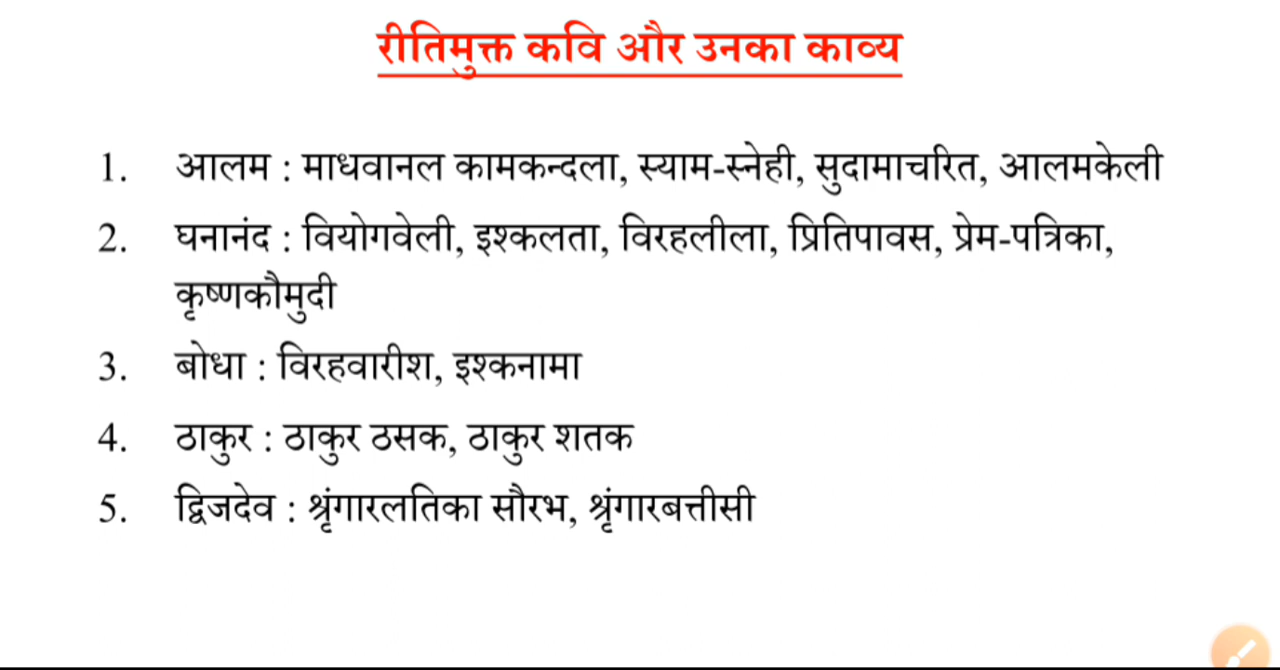 रीतिमुक्त कवि और उनका काव्य
1. आलम : माधवानल कामकन्दला, स्याम-स्नेही, सुदामाचरित, आलमकेली
2. घनानंद : वियोगवेली, इश्कलता, विरहलीला, प्रितिपावस, प्रेम-पत्रिका,
कृष्णकौमुदी
3. बोधा : विरहवारीश, इश्कनामा
4. ठाकुर : ठाकुर ठसक, ठाकुर शतक
5. द्विजदेव : श्रृंगारलतिका सौरभ, श्रृंगारबत्तीसी